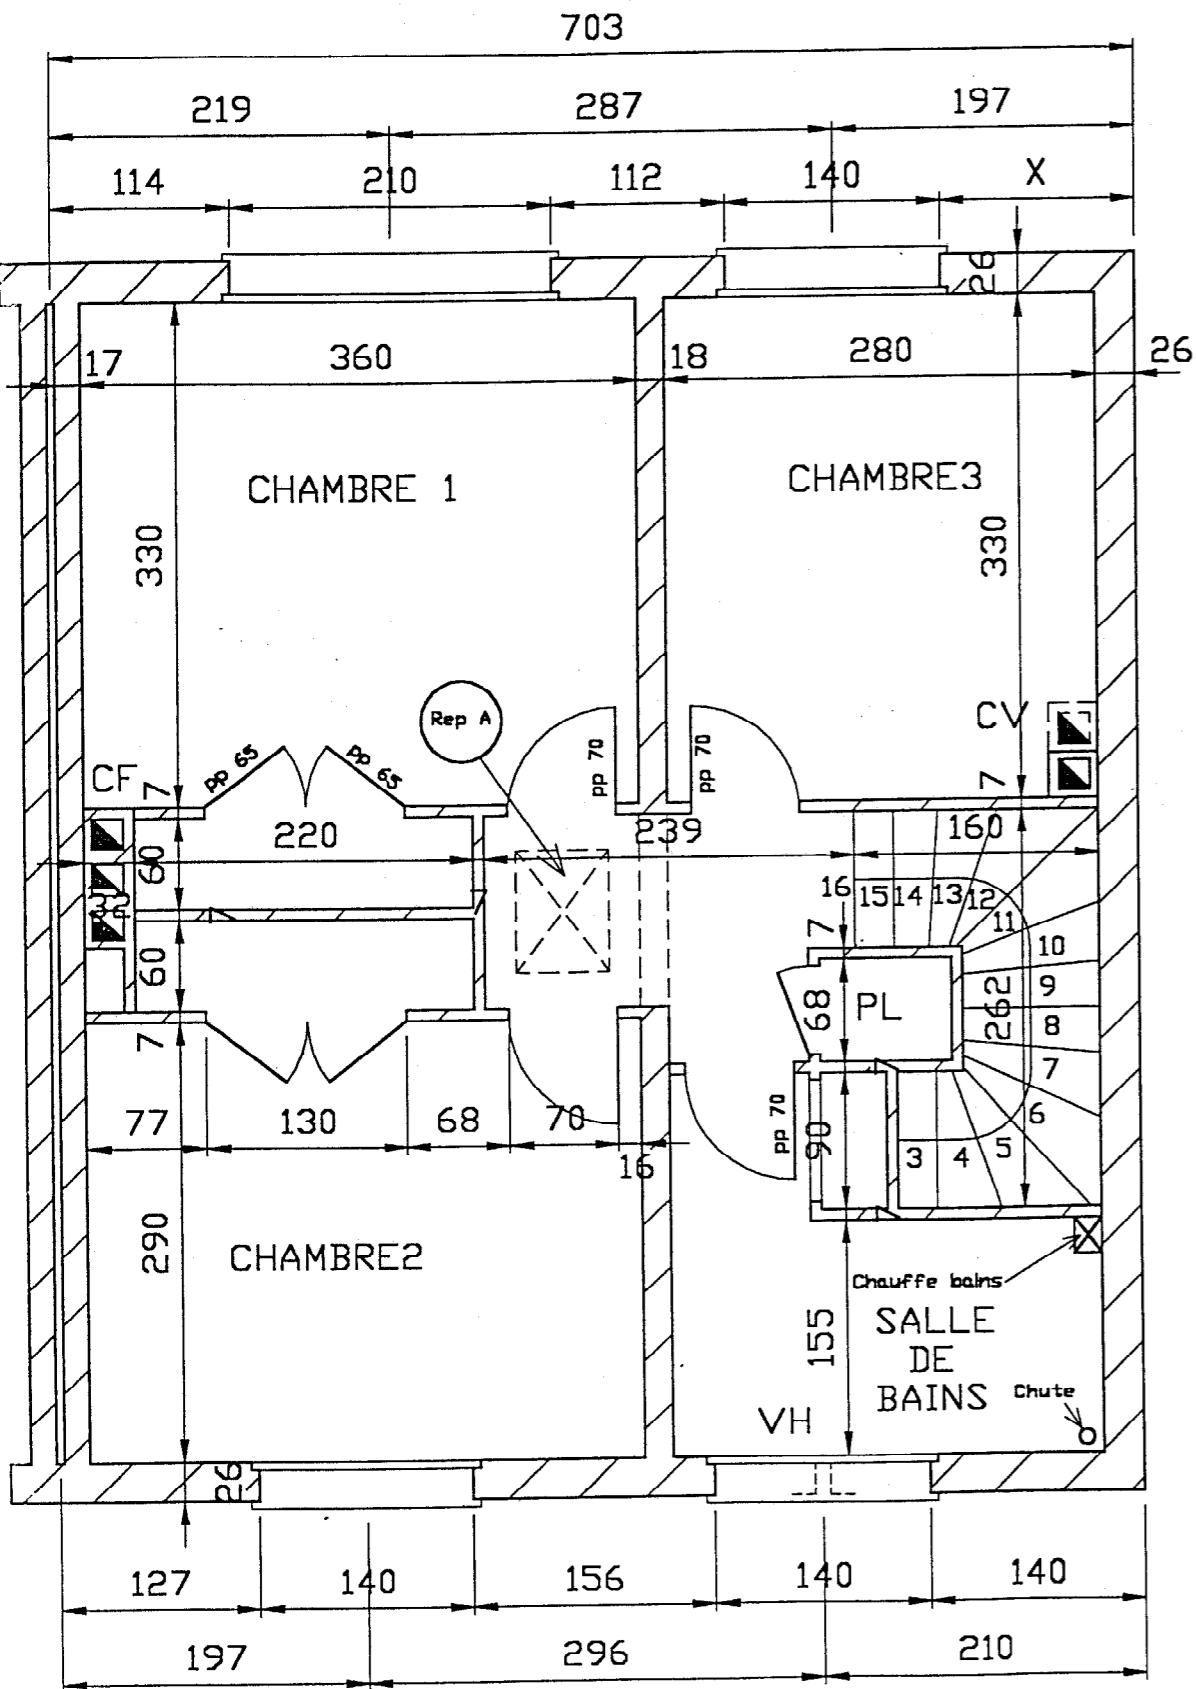 703
219 287 197
114 210 112 140 X
26
17 360 18 280 26
CHAMBRE 1 CHAMBRE3
330 330
Rep A
CV
pp 70 pp 70
CF
7 pp 65 pp 65 7
220 239 160
60
16 15 14 13 12
32
11
7
10
60
9
262
68 PL
8
7
7
6
77 130 68 70
pp 70
90
5
3 4
16
290
CHAMBRE2
Chauffe bains
155
SALLE
DE
BAINS
Chute
VH
26
127 140 156 140 140
197 296 210